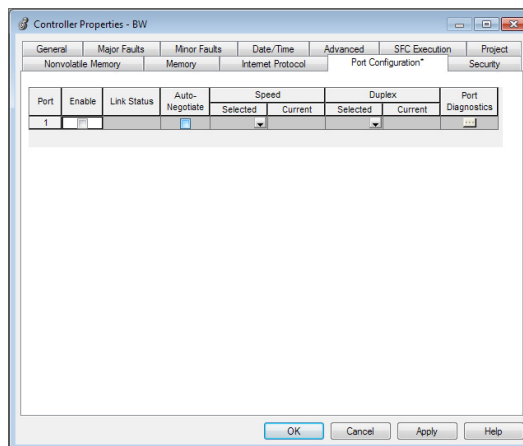 Controller Properties - BW
General Major Faults Minor Faults Date/Time Advanced SFC Execution Project
Nonvolatile Memory Memory Internet Protocol Port Configuration* Security
Port Enable Link Status Auto-Negotiate Speed Duplex Port Diagnostics
Selected Current Selected Current
1
OK Cancel Apply Help